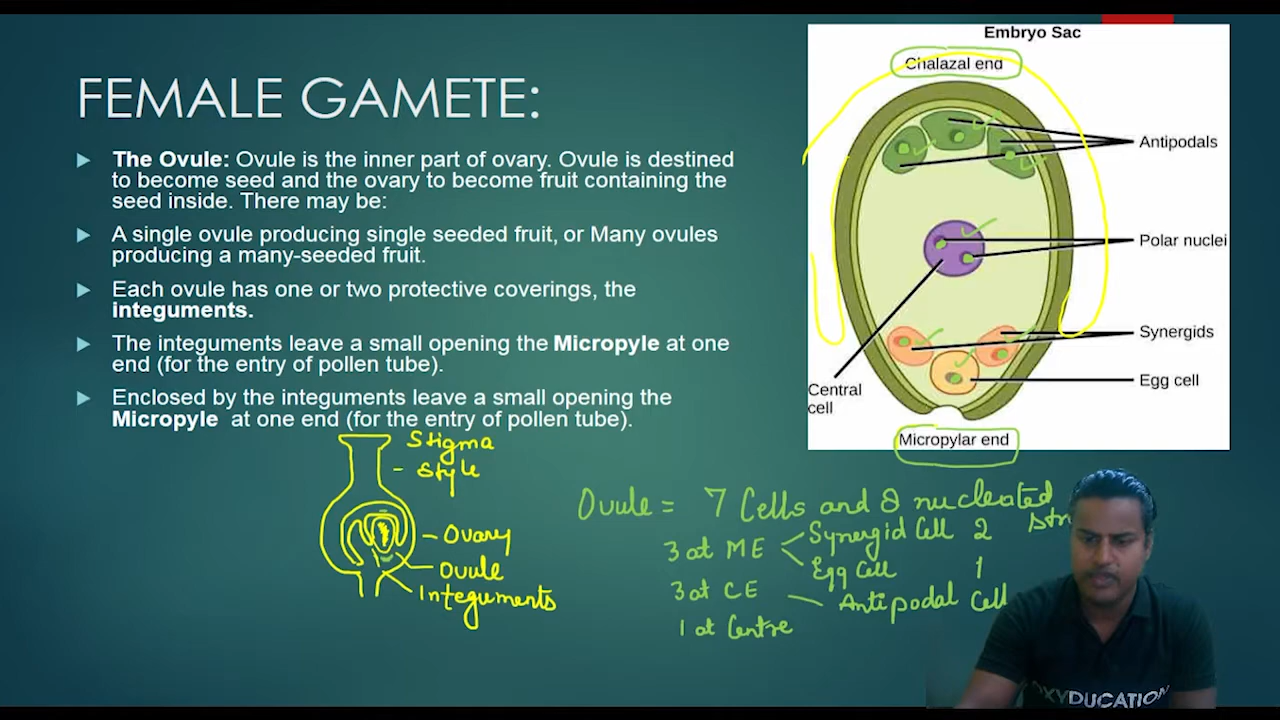 FEMALE GAMETE:
The Ovule: Ovule is the inner part of ovary. Ovule is destined
to become seed and the ovary to become fruit containing the
seed inside. There may be:
A single ovule producing single seeded fruit, or Many ovules
producing a many-seeded fruit.
Each ovule has one or two protective coverings, the
integuments.
The integuments leave a small opening the Micropyle at one
end (for the entry of pollen tube).
Enclosed by the integuments leave a small opening the
Micropyle at one end (for the entry of pollen tube).
Embryo Sac
Chalazal end
Antipodals
Polar nuclei
Synergids
Egg cell
Central
cell
Micropylar end
Stigma
- Style
- Ovary
Ovule
Integuments
Ovule = 7 Cells and 8 nucleated
3 at ME Synergid Cell 2
Egg Cell 1
3 at CE Antipodal Cell
1 at Centre
OXYDUCATION